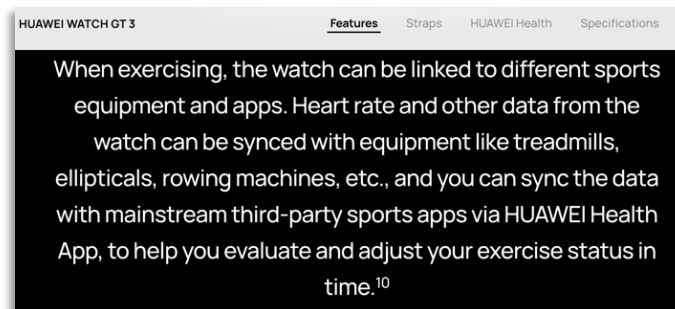 HUAWEI WATCH GT 3 Features Straps HUAWEI Health Specifications
When exercising, the watch can be linked to different sports
equipment and apps. Heart rate and other data from the
watch can be synced with equipment like treadmills,
ellipticals, rowing machines, etc., and you can sync the data
with mainstream third-party sports apps via HUAWEI Health
App, to help you evaluate and adjust your exercise status in
time.¹⁰